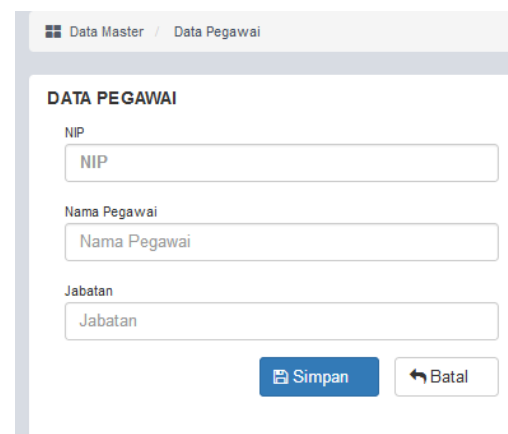 Data Master / Data Pegawai
DATA PEGAWAI
NIP
NIP
Nama Pegawai
Nama Pegawai
Jabatan
Jabatan
Simpan Batal